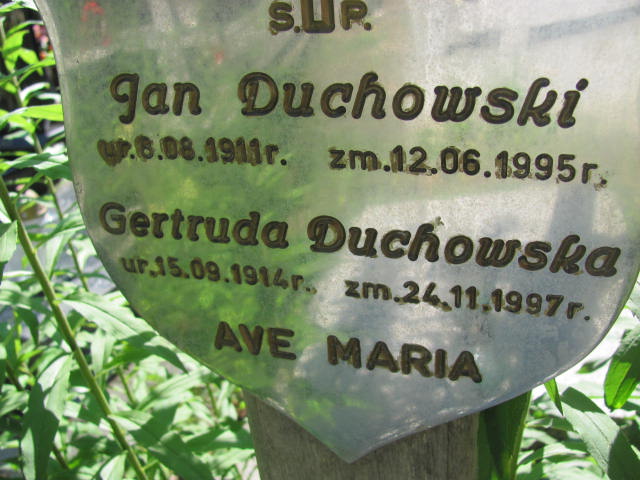 Ś.P.
Jan Duchowski
ur.6.08.1911r. zm.12.06.1995r.
Gertruda Duchowska
ur.15.09.1914r. zm.24.11.1997r.
AVE MARIA